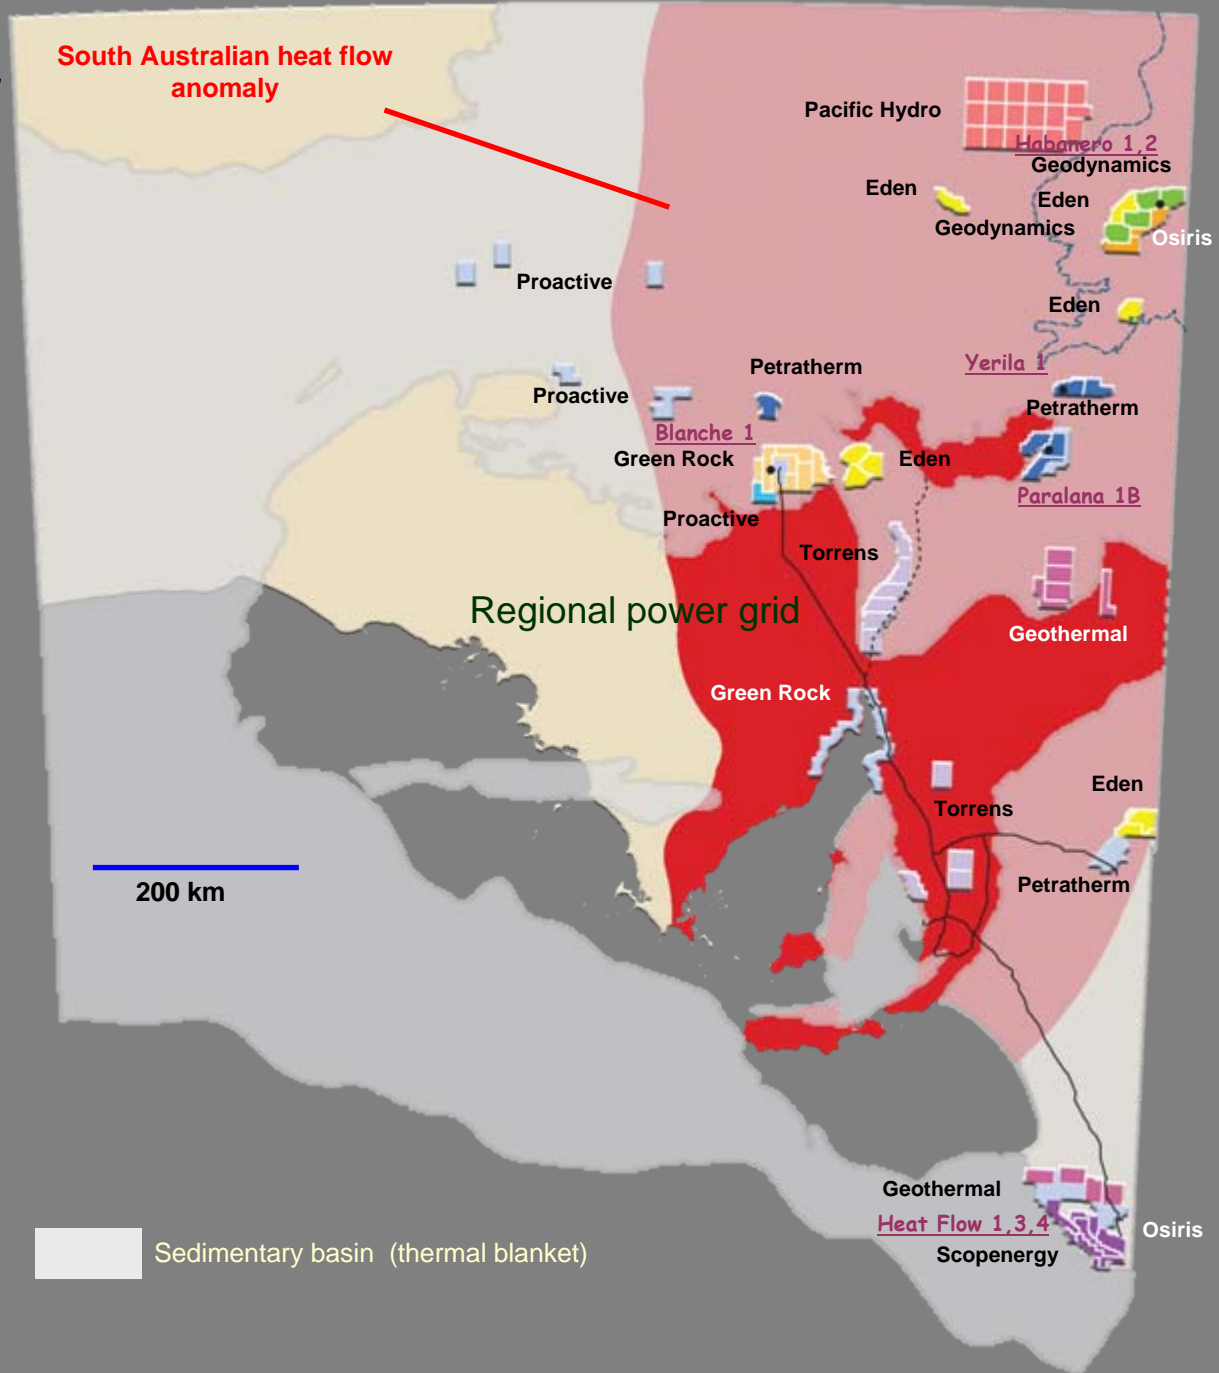 South Australian heat flow
anomaly
Pacific Hydro
Habanero 1,2
Geodynamics
Eden
Eden
Geodynamics
Osiris
Proactive
Eden
Yerila 1
Petratherm
Proactive
Petratherm
Blanche 1
Green Rock
Eden
Paralana 1B
Proactive
Torrens
Regional power grid
Geothermal
Green Rock
Eden
Torrens
200 km
Petratherm
Geothermal
Heat Flow 1,3,4
Osiris
Scopenergy
Sedimentary basin (thermal blanket)